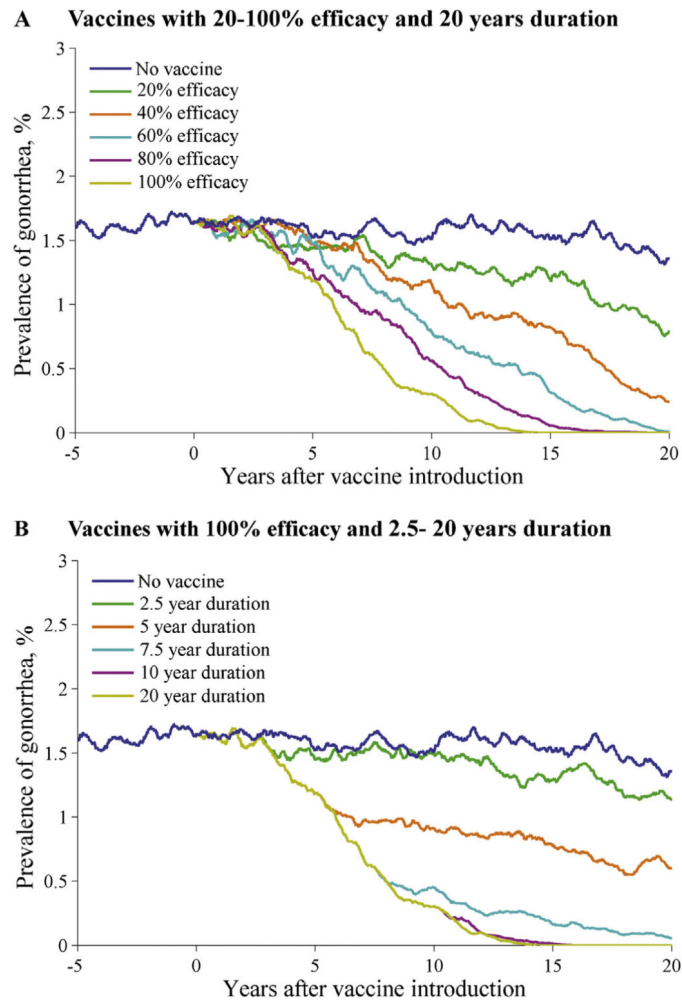 A Vaccines with 20-100% efficacy and 20 years duration
3
2.5
2
1.5
1
0.5
0
Prevalence of gonorrhea, %
No vaccine
20% efficacy
40% efficacy
60% efficacy
80% efficacy
100% efficacy
-5 0 5 10 15 20
Years after vaccine introduction
B Vaccines with 100% efficacy and 2.5- 20 years duration
3
2.5
2
1.5
1
0.5
0
Prevalence of gonorrhea, %
No vaccine
2.5 year duration
5 year duration
7.5 year duration
10 year duration
20 year duration
-5 0 5 10 15 20
Years after vaccine introduction